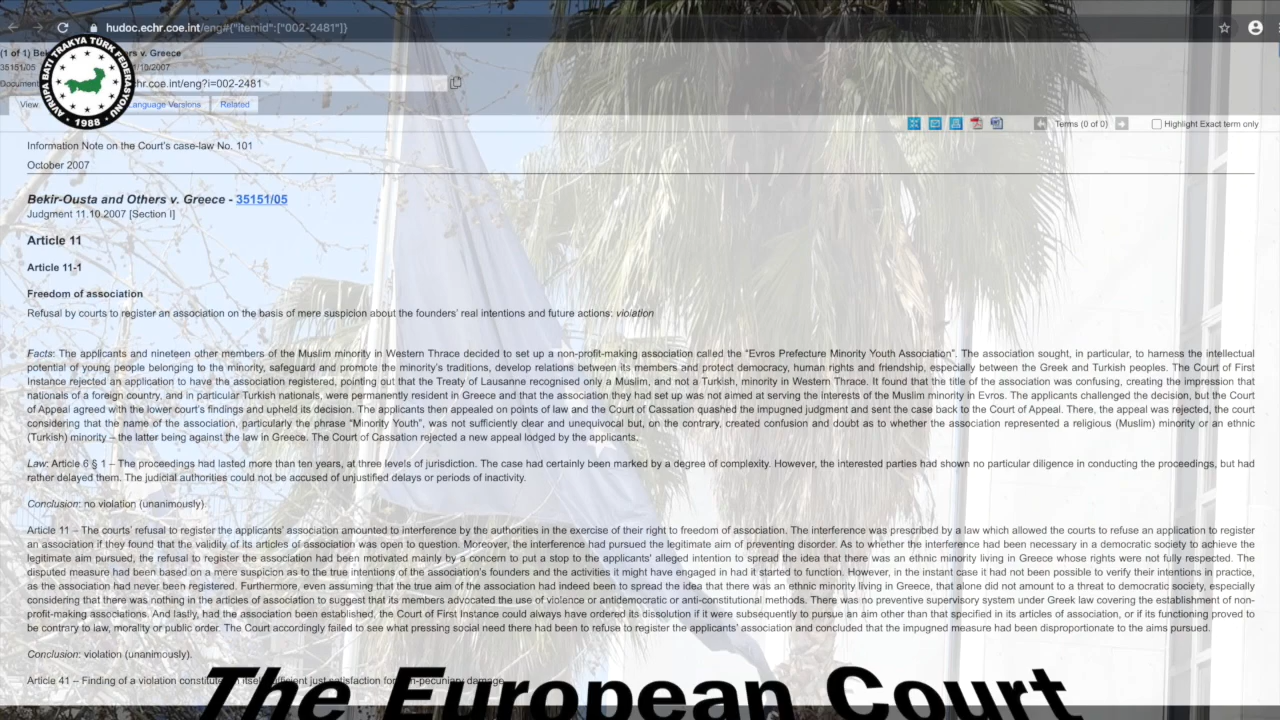 hudoc.echr.coe.int/eng#{"itemid":["002-2481"]}
(1 of 1) rs v. Greece
35151/05 /10/2007
chr.coe.int/eng?i=002-2481
AVRUPA BATI TRAKYA TÜRK FEDERASYONU
1988
View Language Versions Related
Terms (0 of 0) Highlight Exact term only
Information Note on the Court's case-law No. 101
October 2007
Bekir-Ousta and Others v. Greece - 35151/05
Judgment 11.10.2007 [Section I]
Article 11
Article 11-1
Freedom of association
Refusal by courts to register an association on the basis of mere suspicion about the founders' real intentions and future actions: violation
Facts: The applicants and nineteen other members of the Muslim minority in Western Thrace decided to set up a non-profit-making association called the "Evros Prefecture Minority Youth Association". The association sought, in particular, to harness the intellectual
potential of young people belonging to the minority, safeguard and promote the minority's traditions, develop relations between its members and protect democracy, human rights and friendship, especially between the Greek and Turkish peoples. The Court of First
Instance rejected an application to have the association registered, pointing out that the Treaty of Lausanne recognised only a Muslim, and not a Turkish, minority in Western Thrace. It found that the title of the association was confusing, creating the impression that
nationals of a foreign country, and in particular Turkish nationals, were permanently resident in Greece and that the association they had set up was not aimed at serving the interests of the Muslim minority in Evros. The applicants challenged the decision, but the Court
of Appeal agreed with the lower court's findings and upheld its decision. The applicants then appealed on points of law and the Court of Cassation quashed the impugned judgment and sent the case back to the Court of Appeal. There, the appeal was rejected, the court
considering that the name of the association, particularly the phrase "Minority Youth", was not sufficiently clear and unequivocal but, on the contrary, created confusion and doubt as to whether the association represented a religious (Muslim) minority or an ethnic
(Turkish) minority – the latter being against the law in Greece. The Court of Cassation rejected a new appeal lodged by the applicants.
Law: Article 6 § 1 – The proceedings had lasted more than ten years, at three levels of jurisdiction. The case had certainly been marked by a degree of complexity. However, the interested parties had shown no particular diligence in conducting the proceedings, but had
rather delayed them. The judicial authorities could not be accused of unjustified delays or periods of inactivity.
Conclusion: no violation (unanimously).
Article 11 – The courts' refusal to register the applicants' association amounted to interference by the authorities in the exercise of their right to freedom of association. The interference was prescribed by a law which allowed the courts to refuse an application to register
an association if they found that the validity of its articles of association was open to question. Moreover, the interference had pursued the legitimate aim of preventing disorder. As to whether the interference had been necessary in a democratic society to achieve the
legitimate aim pursued, the refusal to register the association had been motivated mainly by a concern to put a stop to the applicants' alleged intention to spread the idea that there was an ethnic minority living in Greece whose rights were not fully respected. The
disputed measure had been based on a mere suspicion as to the true intentions of the association's founders and the activities it might have engaged in had it started to function. However, in the instant case it had not been possible to verify their intentions in practice,
as the association had never been registered. Furthermore, even assuming that the true aim of the association had indeed been to spread the idea that there was an ethnic minority living in Greece, that alone did not amount to a threat to democratic society, especially
considering that there was nothing in the articles of association to suggest that its members advocated the use of violence or antidemocratic or anti-constitutional methods. There was no preventive supervisory system under Greek law covering the establishment of non-
profit-making associations. And lastly, had the association been established, the Court of First Instance could always have ordered its dissolution if it were subsequently to pursue an aim other than that specified in its articles of association, or if its functioning proved to
be contrary to law, morality or public order. The Court accordingly failed to see what pressing social need there had been to refuse to register the applicants' association and concluded that the impugned measure had been disproportionate to the aims pursued.
Conclusion: violation (unanimously).
Article 41 – Finding of a violation constitute itself sufficient just satisfaction for non-pecuniary damage
The European Court